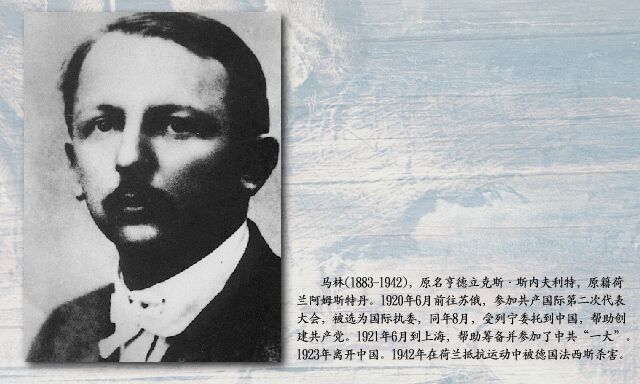 马林(1883-1942)，原名亨德立克斯·斯内夫利特，原籍荷
兰阿姆斯特丹。1920年6月前往苏俄，参加共产国际第二次代表
大会，被选为国际执委，同年8月，受列宁委托到中国，帮助创
建共产党。1921年6月到上海，帮助筹备并参加了中共“一大”。
1923年离开中国。1942年在荷兰抵抗运动中被德国法西斯杀害。